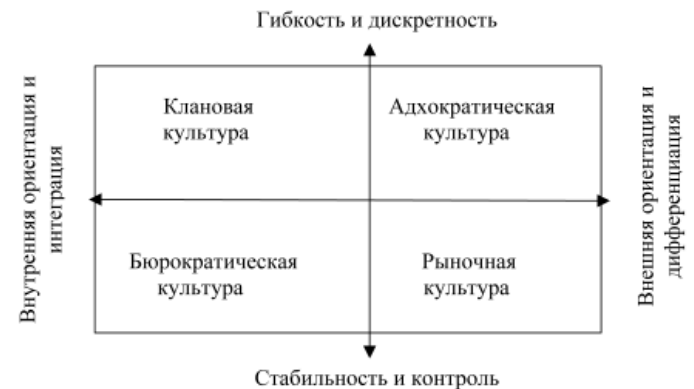 Гибкость и дискретность
Внутренняя ориентация и
интеграция
Клановая
культура
Адхократическая
культура
Внешняя ориентация и
дифференциация
Бюрократическая
культура
Рыночная
культура
Стабильность и контроль